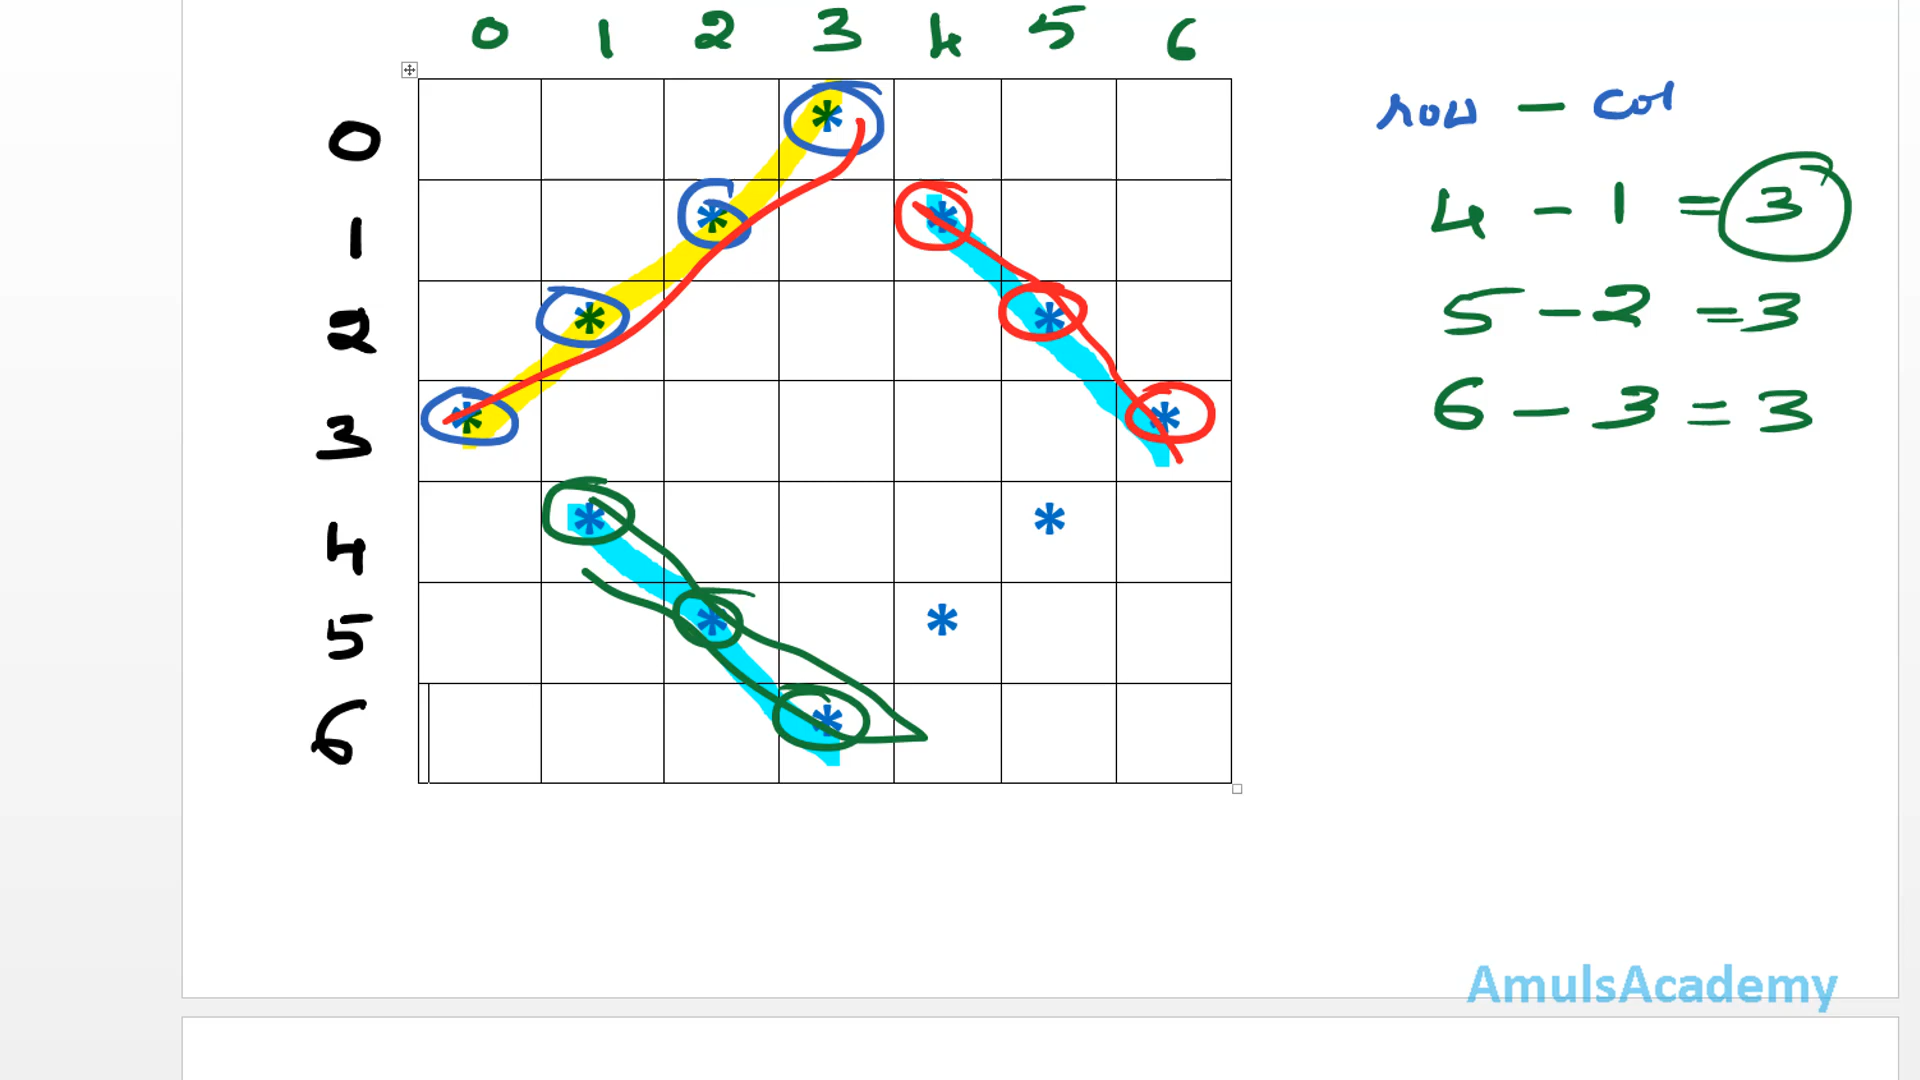 0 1 2 3 4 5 6
0 *
row - col
1 * *
4 - 1 = 3
2 * *
5 - 2 = 3
3 * *
6 - 3 = 3
4 * *
5 * *
6 *
AmulsAcademy